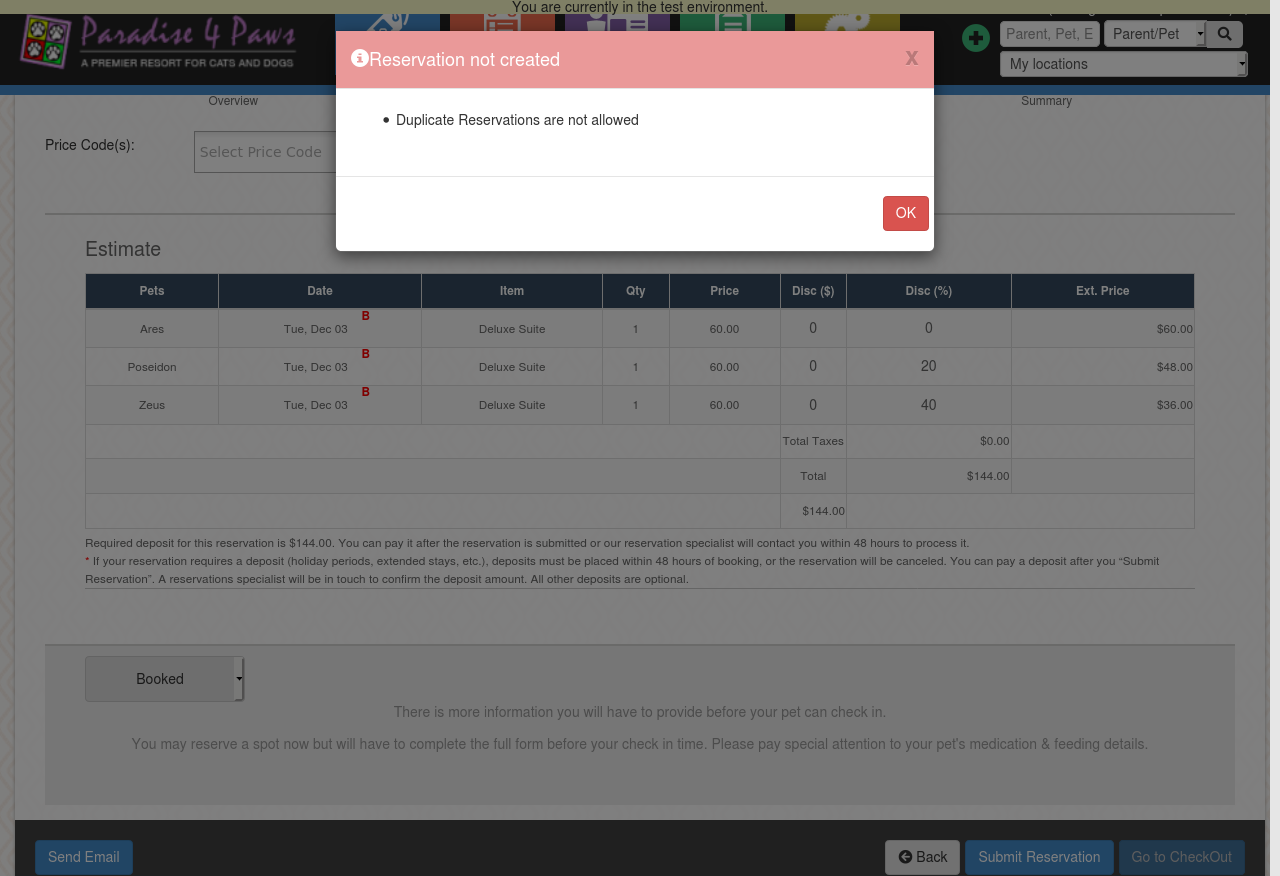 You are currently in the test environment.
Paradise 4 Paws
A PREMIER RESORT FOR CATS AND DOGS
Parent, Pet, E
Parent/Pet
My locations
Reservation not created
X
Duplicate Reservations are not allowed
OK
Overview
Summary
Price Code(s):
Select Price Code
Estimate
Pets Date Item Qty Price Disc ($) Disc (%) Ext. Price
Ares Tue, Dec 03 B Deluxe Suite 1 60.00 0 0 $60.00
Poseidon Tue, Dec 03 B Deluxe Suite 1 60.00 0 20 $48.00
Zeus Tue, Dec 03 B Deluxe Suite 1 60.00 0 40 $36.00
Total Taxes $0.00
Total $144.00
$144.00
Required deposit for this reservation is $144.00. You can pay it after the reservation is submitted or our reservation specialist will contact you within 48 hours to process it.
* If your reservation requires a deposit (holiday periods, extended stays, etc.), deposits must be placed within 48 hours of booking, or the reservation will be canceled. You can pay a deposit after you “Submit
Reservation”. A reservations specialist will be in touch to confirm the deposit amount. All other deposits are optional.
Booked
There is more information you will have to provide before your pet can check in.
You may reserve a spot now but will have to complete the full form before your check in time. Please pay special attention to your pet's medication & feeding details.
Send Email
Back
Submit Reservation
Go to CheckOut